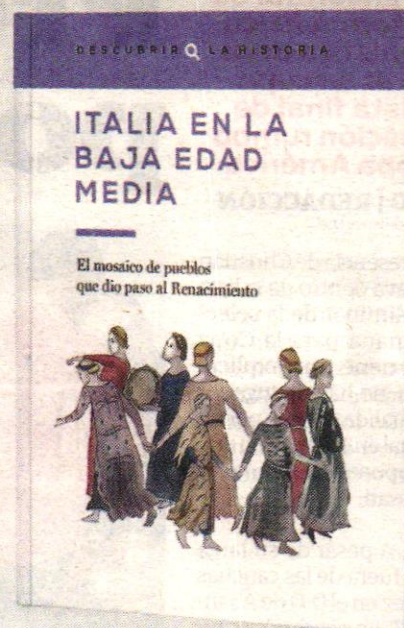 DESCUBRIR LA HISTORIA
ITALIA EN LA
BAJA EDAD
MEDIA
El mosaico de pueblos
que dio paso al Renacimiento